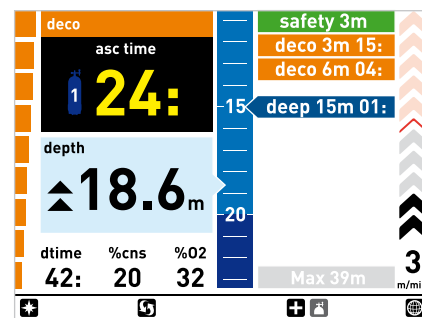 deco
asc time
1
24:
depth
18.6m
dtime %cns %O2
42: 20 32
15
20
safety 3m
deco 3m 15:
deco 6m 04:
deep 15m 01:
Max 39m
3
m/mi